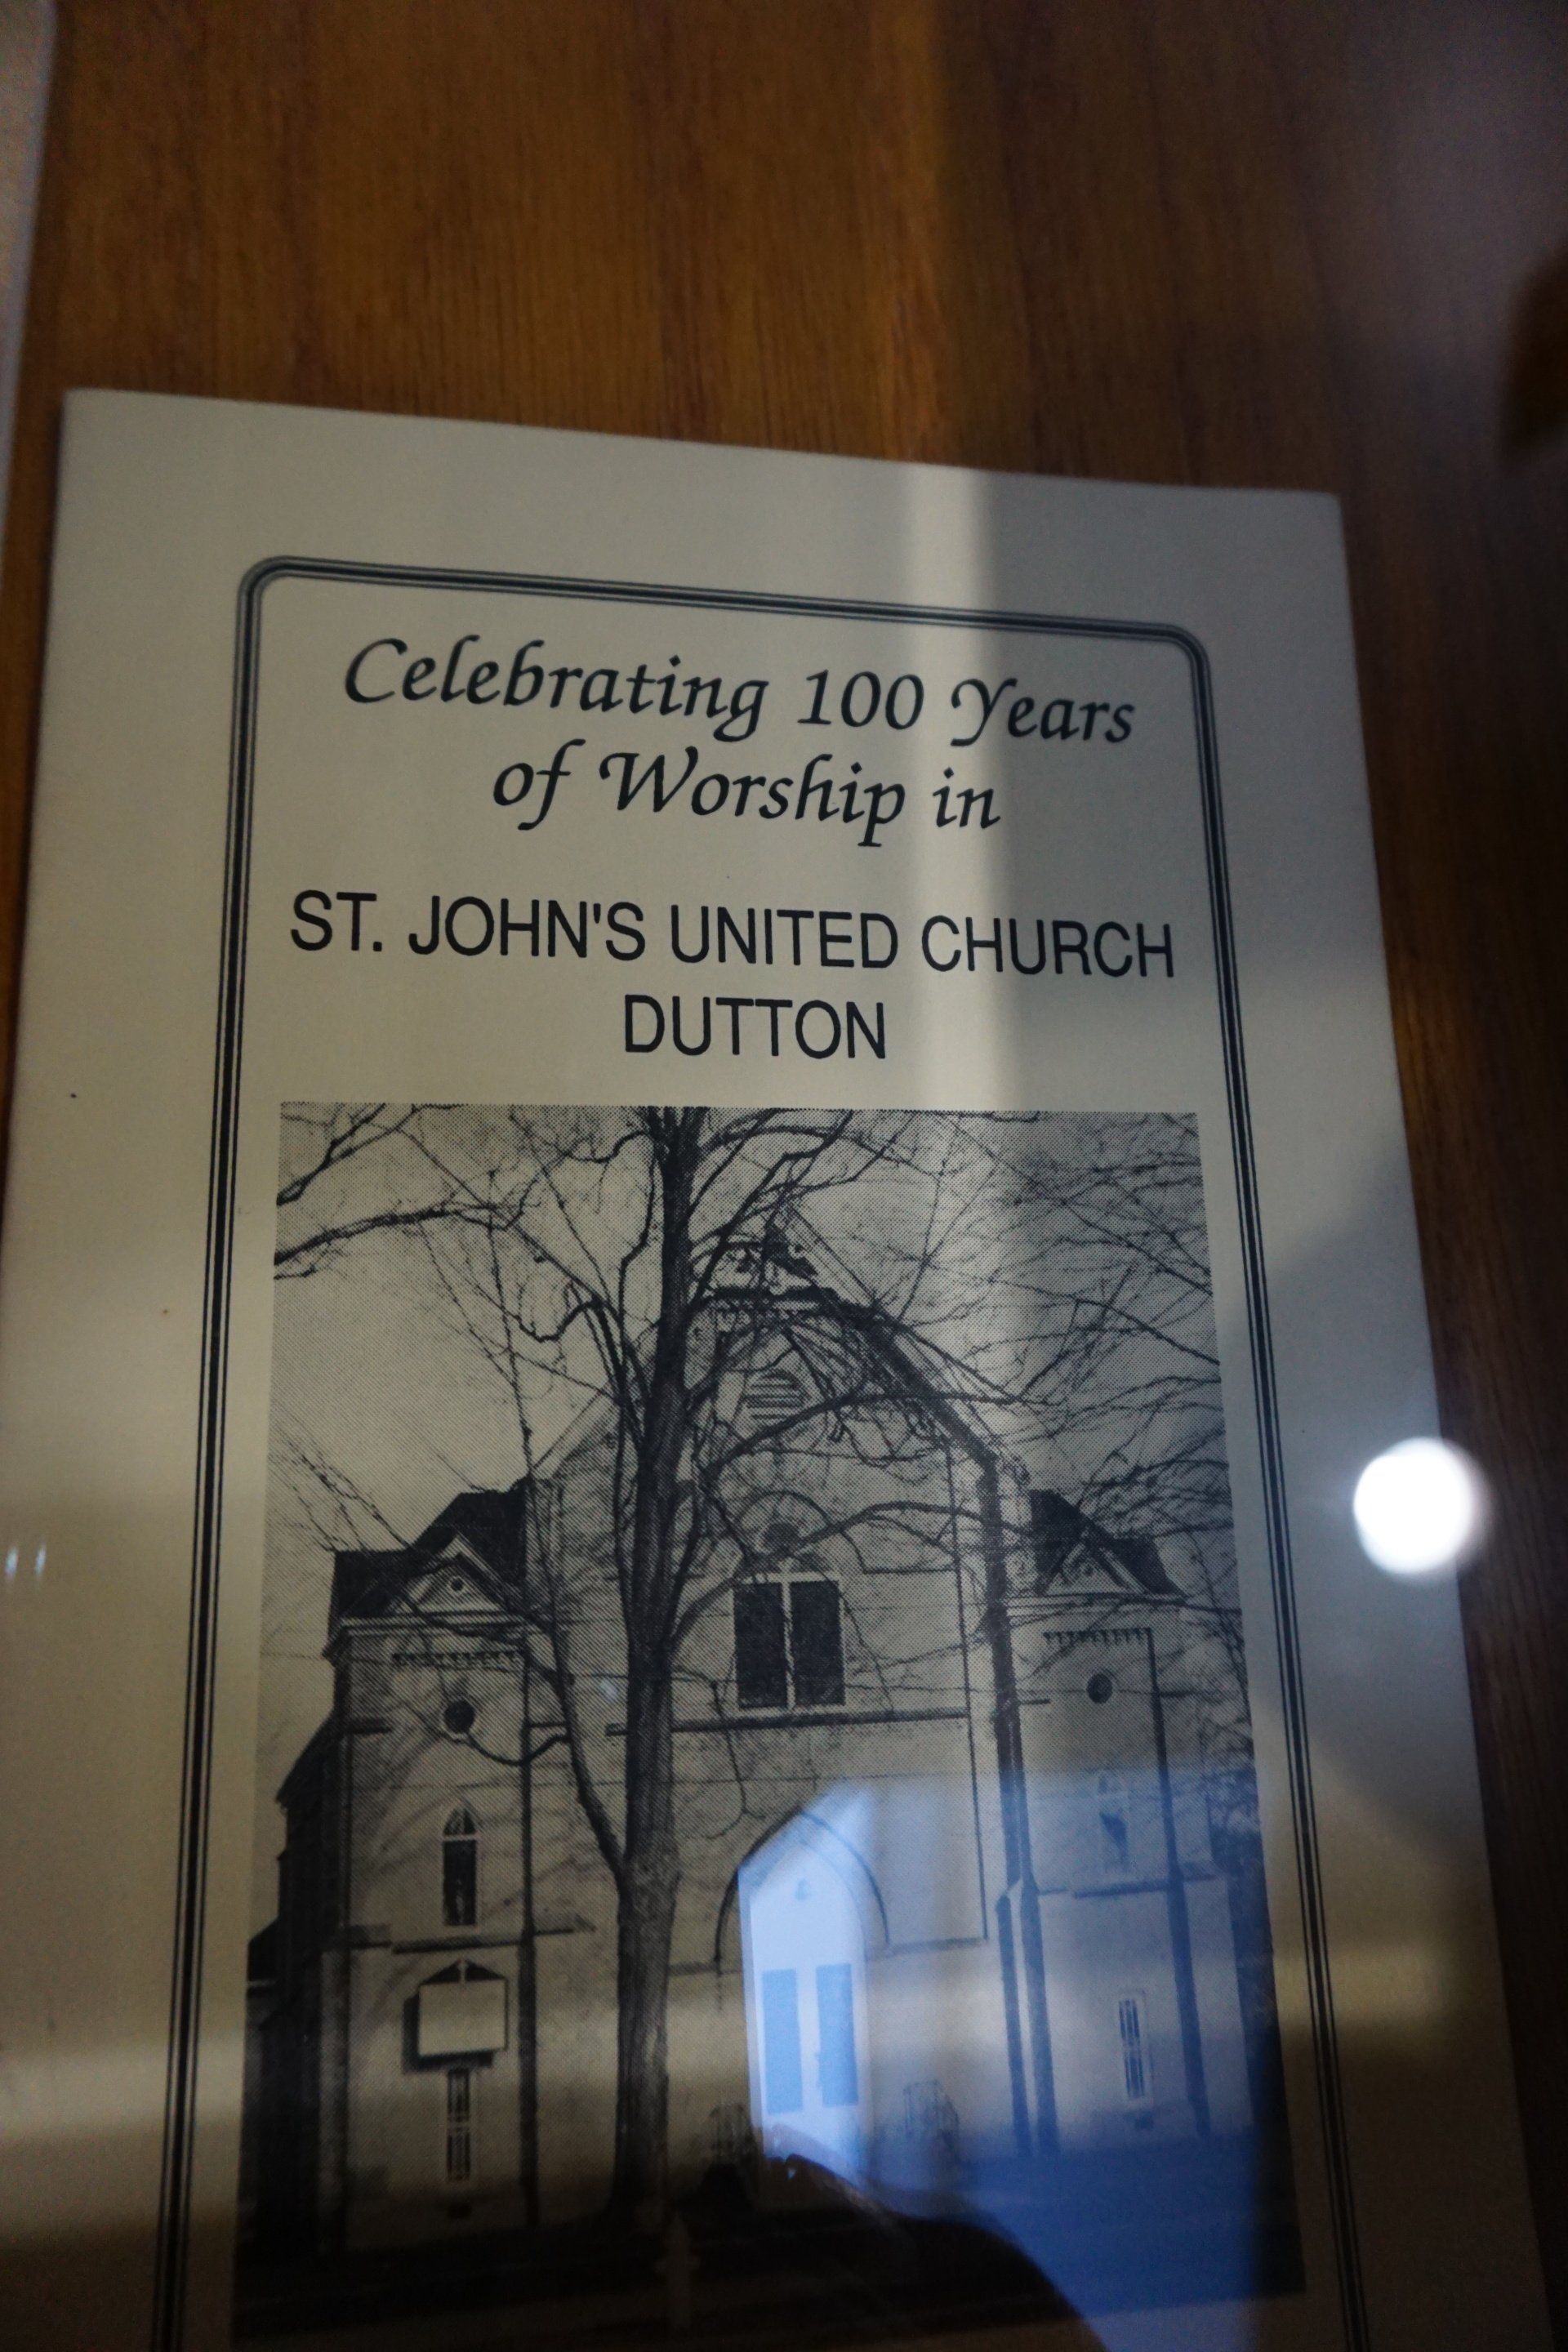 Celebrating 100 Years
of Worship in
ST. JOHN'S UNITED CHURCH
DUTTON